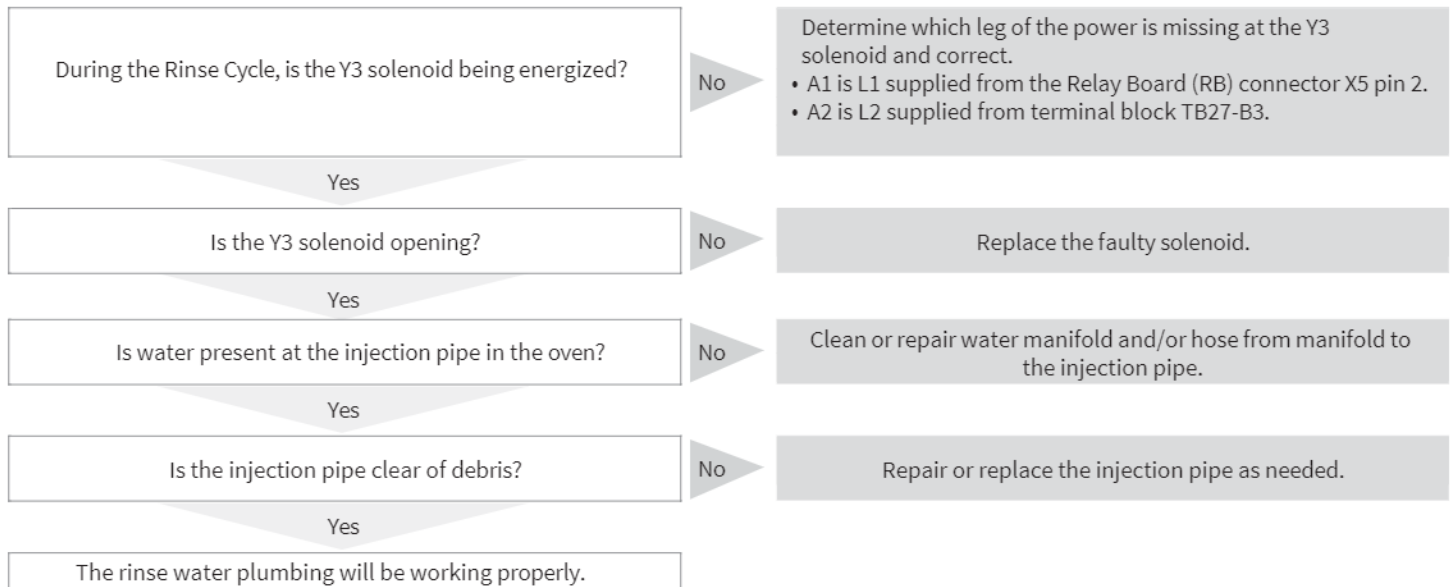 During the Rinse Cycle, is the Y3 solenoid being energized?
No
Determine which leg of the power is missing at the Y3
solenoid and correct.
• A1 is L1 supplied from the Relay Board (RB) connector X5 pin 2.
• A2 is L2 supplied from terminal block TB27-B3.
Yes
Is the Y3 solenoid opening?
No
Replace the faulty solenoid.
Yes
Is water present at the injection pipe in the oven?
No
Clean or repair water manifold and/or hose from manifold to
the injection pipe.
Yes
Is the injection pipe clear of debris?
No
Repair or replace the injection pipe as needed.
Yes
The rinse water plumbing will be working properly.